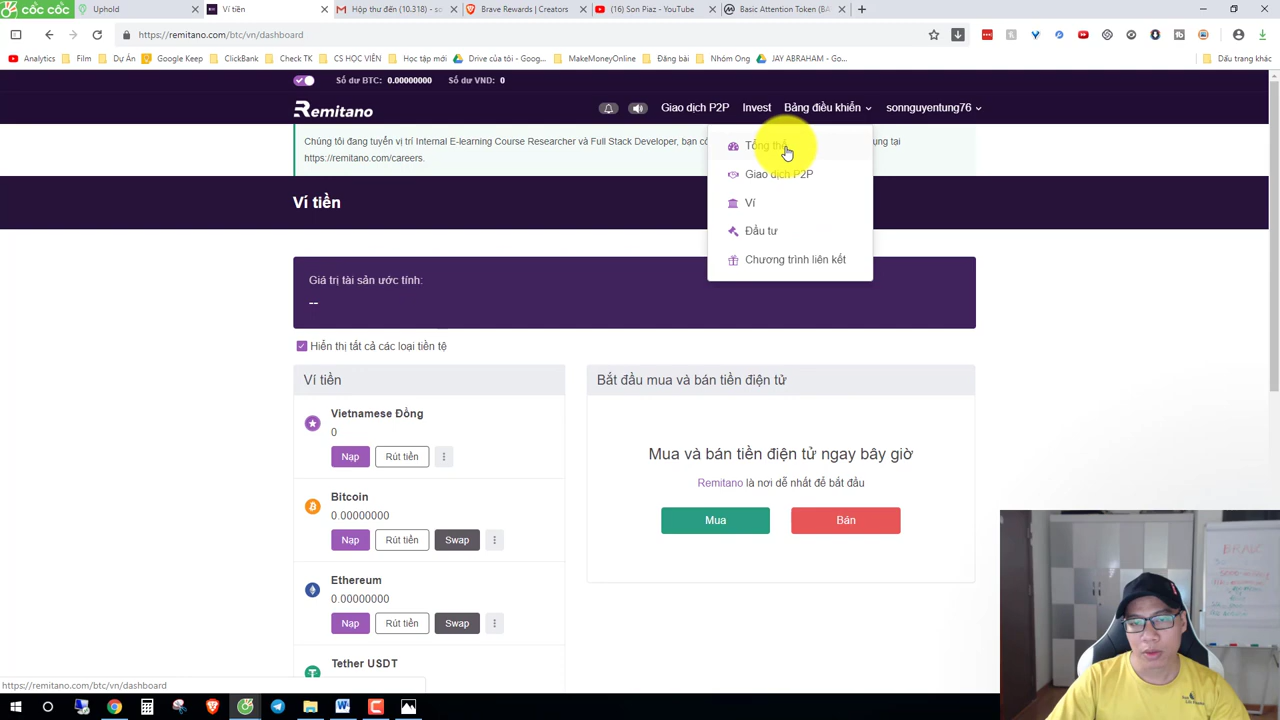 cốc cốc
Uphold
Ví tiền
Hộp thư đến (10.318) - sc
Brave Rewards | Creators
(16) Son Piaz - YouTube
Basic Attention Token (BA
https://remitano.com/btc/vn/dashboard
Analytics
Film
Dự Án
Google Keep
ClickBank
Check TK
CS HỌC VIÊN
Học tập mới
Drive của tôi - Goog...
MakeMoneyOnline
Đăng bài
Nhóm Ong
JAY ABRAHAM - Go...
Dấu trang khác
Số dư BTC: 0.00000000
Số dư VND: 0
Remitano
Giao dịch P2P
Invest
Bảng điều khiển
sonnguyentung76
Chúng tôi đang tuyển vị trí Internal E-learning Course Researcher và Full Stack Developer, bạn có
dụng tại
https://remitano.com/careers.
Tổng thể
Giao dịch P2P
Ví
Đầu tư
Chương trình liên kết
Ví tiền
Giá trị tài sản ước tính:
--
Hiển thị tất cả các loại tiền tệ
Ví tiền
Vietnamese Đồng
0
Nạp
Rút tiền
Bitcoin
0.00000000
Nạp
Rút tiền
Swap
Ethereum
0.00000000
Nạp
Rút tiền
Swap
Tether USDT
Bắt đầu mua và bán tiền điện tử
Mua và bán tiền điện tử ngay bây giờ
Remitano là nơi dễ nhất để bắt đầu
Mua
Bán
https://remitano.com/btc/vn/dashboard